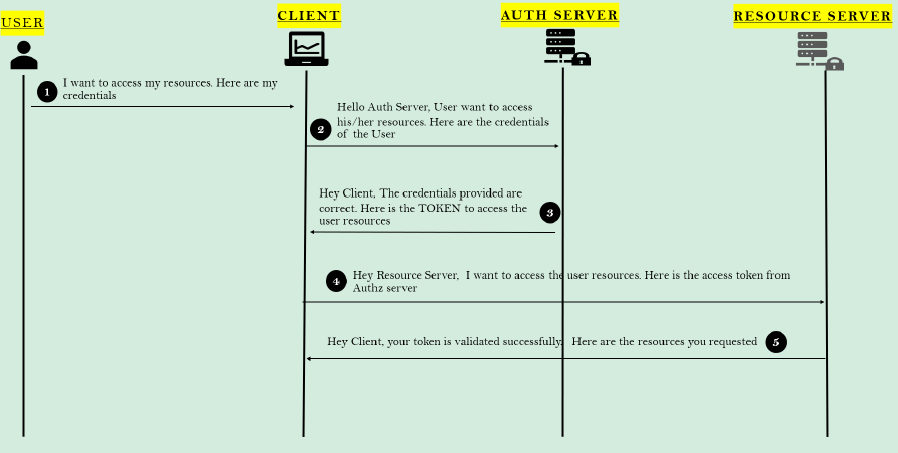 USER
CLIENT
AUTH SERVER
RESOURCE SERVER
1
I want to access my resources. Here are my
credentials
Hello Auth Server, User want to access
his/her resources. Here are the credentials
of the User
2
Hey Client, The credentials provided are
correct. Here is the TOKEN to access the
user resources
3
4
Hey Resource Server, I want to access the user resources. Here is the access token from
Authz server
Hey Client, your token is validated successfully. Here are the resources you requested
5